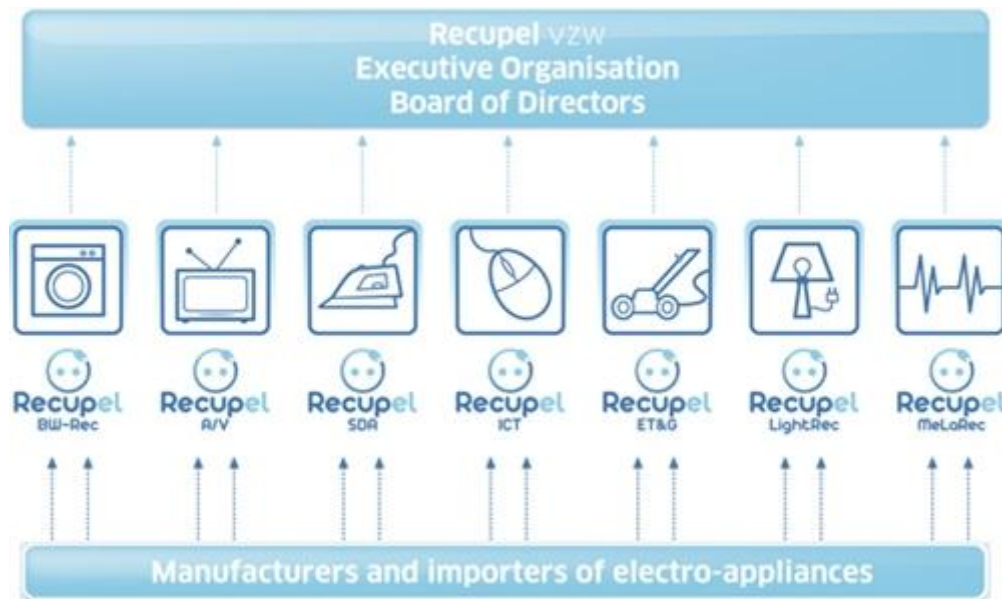 Recupel vzw
Executive Organisation
Board of Directors
Recupel
BW-Rec
Recupel
A/V
Recupel
SDA
Recupel
ICT
Recupel
ET&G
Recupel
LightRec
Recupel
MeLaRec
Manufacturers and importers of electro-appliances